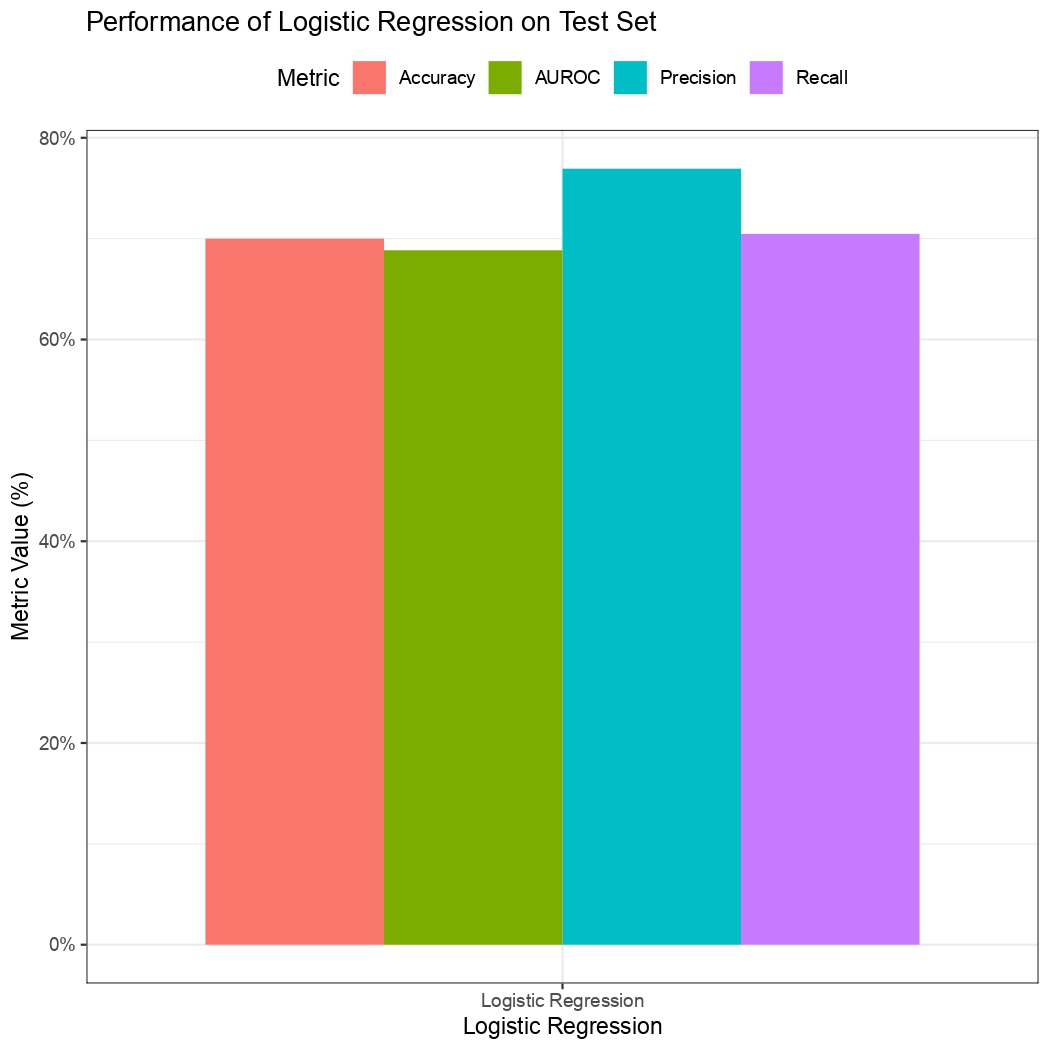 Performance of Logistic Regression on Test Set
Metric Accuracy AUROC Precision Recall
80%
60%
40%
20%
0%
Metric Value (%)
Logistic Regression
Logistic Regression